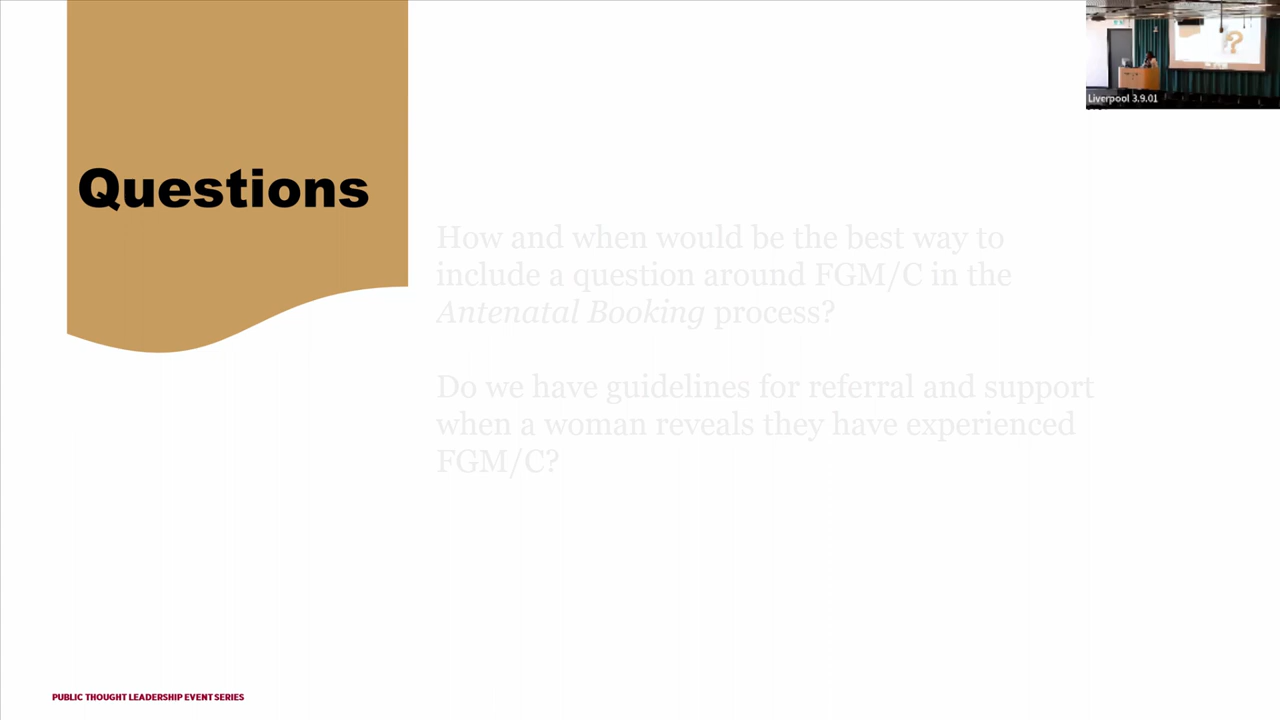 Questions
How and when would be the best way to
include a question around FGM/C in the
Antenatal Booking process?
Do we have guidelines for referral and support
when a woman reveals they have experienced
FGM/C?
Liverpool 3.9.01
PUBLIC THOUGHT LEADERSHIP EVENT SERIES